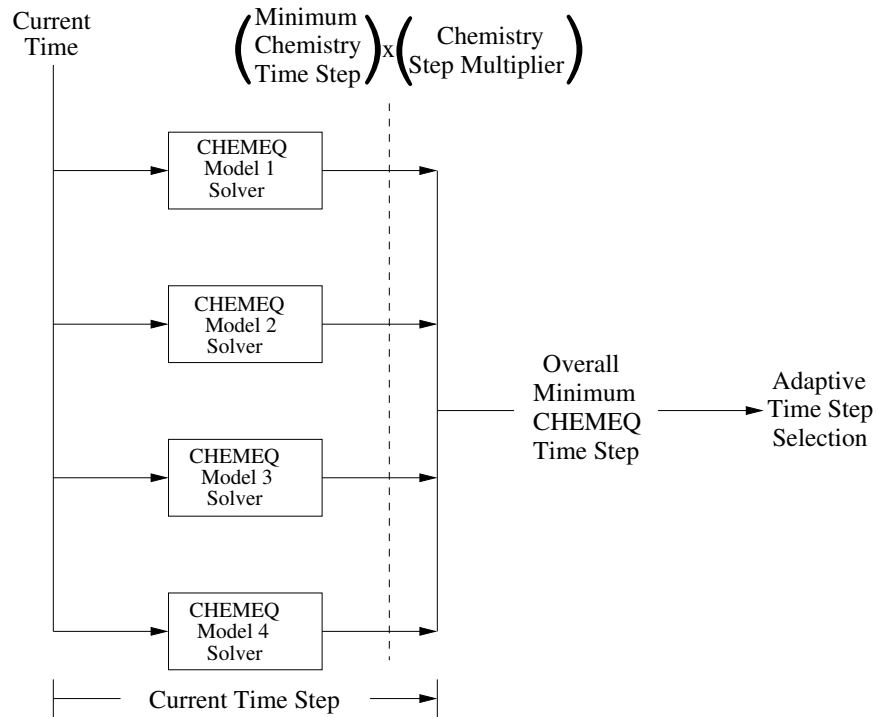 Current
Time
(Minimum
Chemistry
Time Step) x (Chemistry
Step Multiplier)
CHEMEQ
Model 1
Solver
CHEMEQ
Model 2
Solver
CHEMEQ
Model 3
Solver
CHEMEQ
Model 4
Solver
Overall
Minimum
CHEMEQ
Time Step
Adaptive
Time Step
Selection
Current Time Step